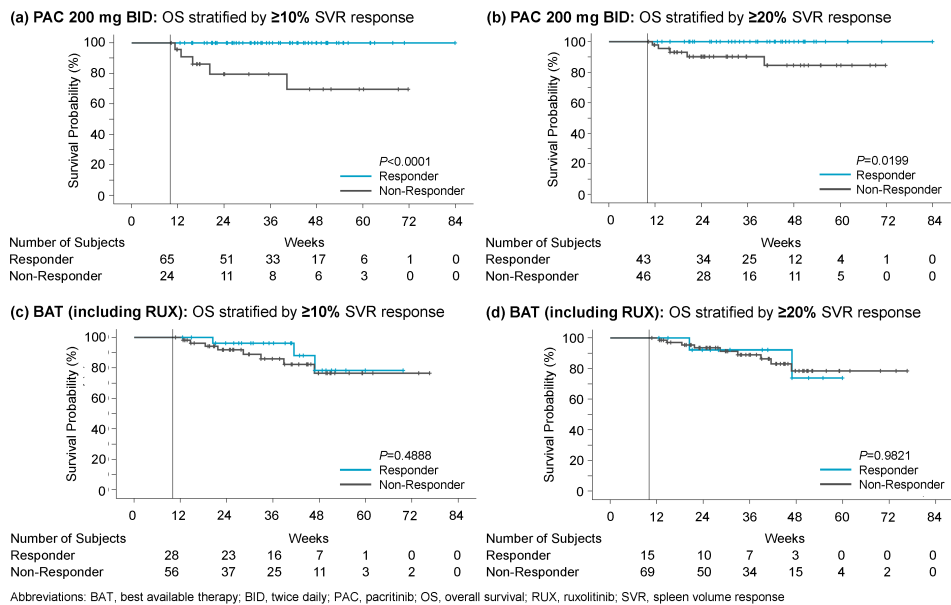 (a) PAC 200 mg BID: OS stratified by ≥10% SVR response
Survival Probability (%)
100
80
60
40
20
0
P<0.0001
Responder
Non-Responder
0 12 24 36 48 60 72 84
Number of Subjects Weeks
Responder 65 51 33 17 6 1 0
Non-Responder 24 11 8 6 3 0 0
(b) PAC 200 mg BID: OS stratified by ≥20% SVR response
Survival Probability (%)
100
80
60
40
20
0
P=0.0199
Responder
Non-Responder
0 12 24 36 48 60 72 84
Number of Subjects Weeks
Responder 43 34 25 12 4 1 0
Non-Responder 46 28 16 11 5 0 0
(c) BAT (including RUX): OS stratified by ≥10% SVR response
Survival Probability (%)
100
80
60
40
20
0
P=0.4888
Responder
Non-Responder
0 12 24 36 48 60 72 84
Number of Subjects Weeks
Responder 28 23 16 7 1 0 0
Non-Responder 56 37 25 11 3 2 0
(d) BAT (including RUX): OS stratified by ≥20% SVR response
Survival Probability (%)
100
80
60
40
20
0
P=0.9821
Responder
Non-Responder
0 12 24 36 48 60 72 84
Number of Subjects Weeks
Responder 15 10 7 3 0 0 0
Non-Responder 69 50 34 15 4 2 0
Abbreviations: BAT, best available therapy; BID, twice daily; PAC, pacritinib; OS, overall survival; RUX, ruxolitinib; SVR, spleen volume response